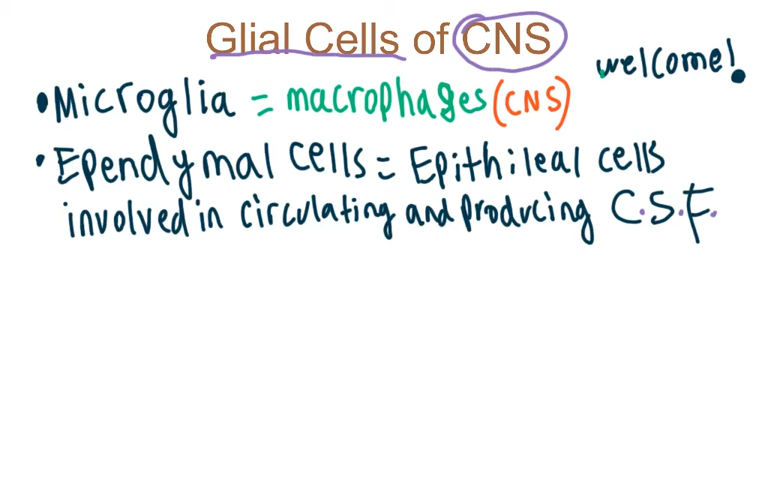 Glial Cells of CNS
welcome!
• Microglia = macrophages (CNS)
• Ependymal cells = Epithileal cells
involved in circulating and producing C.S.F.